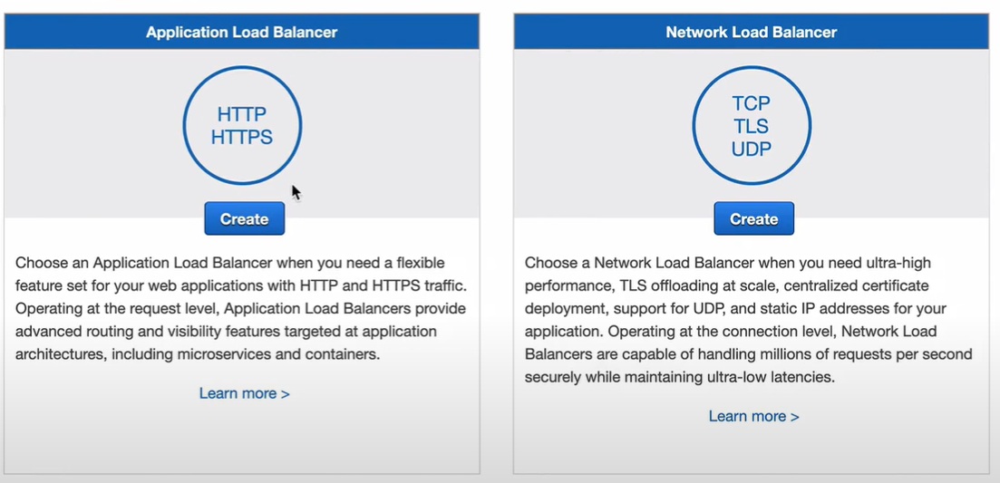 Application Load Balancer
HTTP
HTTPS
Create
Choose an Application Load Balancer when you need a flexible
feature set for your web applications with HTTP and HTTPS traffic.
Operating at the request level, Application Load Balancers provide
advanced routing and visibility features targeted at application
architectures, including microservices and containers.
Learn more >
Network Load Balancer
TCP
TLS
UDP
Create
Choose a Network Load Balancer when you need ultra-high
performance, TLS offloading at scale, centralized certificate
deployment, support for UDP, and static IP addresses for your
application. Operating at the connection level, Network Load
Balancers are capable of handling millions of requests per second
securely while maintaining ultra-low latencies.
Learn more >